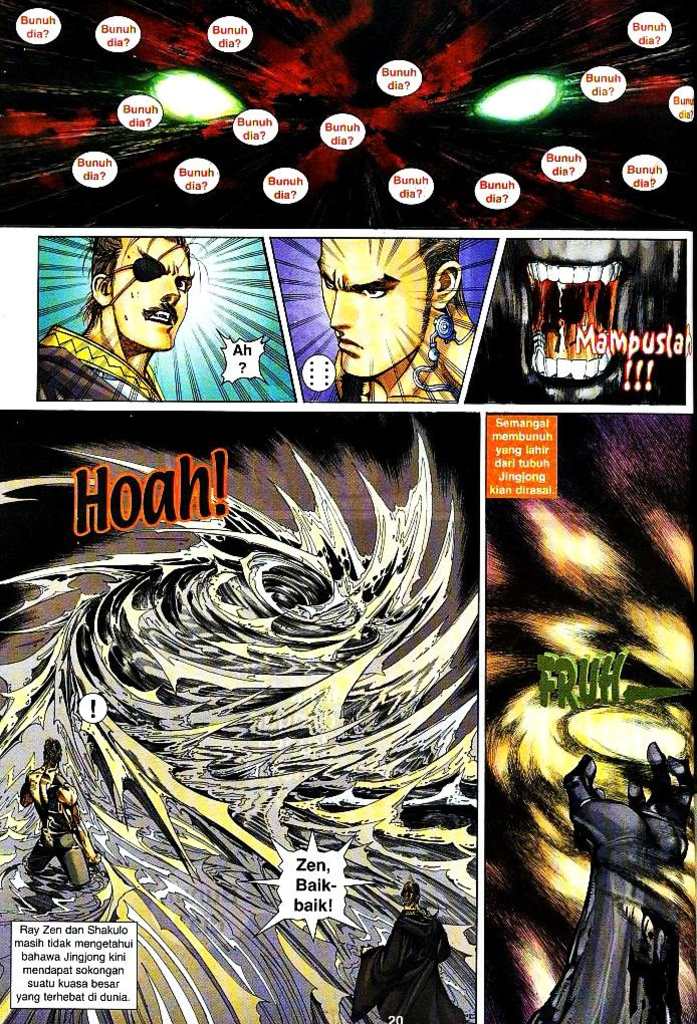 Bunuh
dia?
Bunuh
dia?
Bunuh
dia?
Bunuh
dia?
Bunuh
dia?
Bunuh
dia?
Bunuh
dia?
Bunuh
dia?
Bunuh
dia?
Bunuh
dia?
Bunuh
dia?
Bunuh
dia?
Bunuh
dia?
Bunuh
dia?
Bunuh
dia?
Bunuh
dia?
Bunuh
dia?
Ah
?
Mampusla
!!!
Hoah!
!
Zen,
Baik-
baik!
Ray Zen dan Shakulo
masih tidak mengetahui
bahawa Jingjong kini
mendapat sokongan
suatu kuasa besar
yang terhebat di dunia.
20
Semangat
membunuh
yang lahir
dari tubuh
Jingjong
kian dirasai.
FRUH